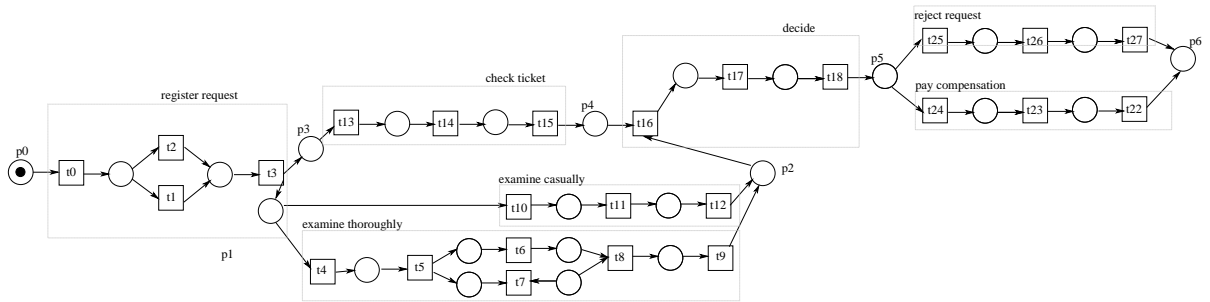 reject request
decide
p6
t25
t26
t27
p5
check ticket
t17
t18
pay compensation
register request
p4
t24
t23
t22
p3
t13
t14
t15
t16
p0
t2
t0
t3
p2
t1
examine casually
t10
t11
t12
examine thoroughly
p1
t6
t4
t5
t8
t9
t7